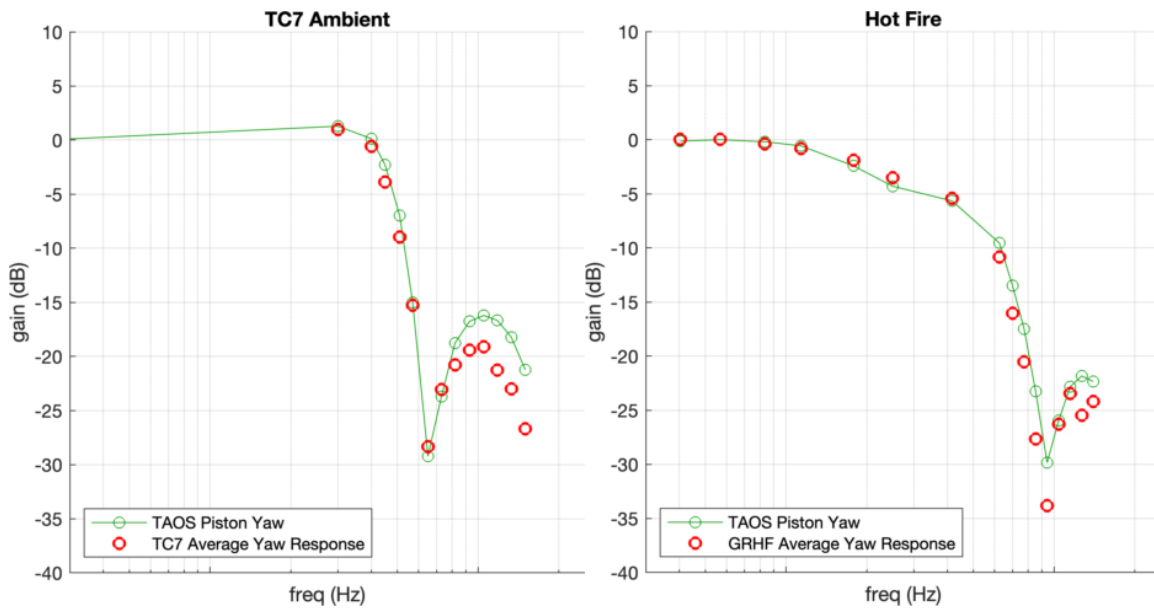 TC7 Ambient
10
5
0
-5
-10
-15
-20
-25
-30
-35
-40
gain (dB)
freq (Hz)
TAOS Piston Yaw
TC7 Average Yaw Response
Hot Fire
10
5
0
-5
-10
-15
-20
-25
-30
-35
-40
gain (dB)
freq (Hz)
TAOS Piston Yaw
GRHF Average Yaw Response